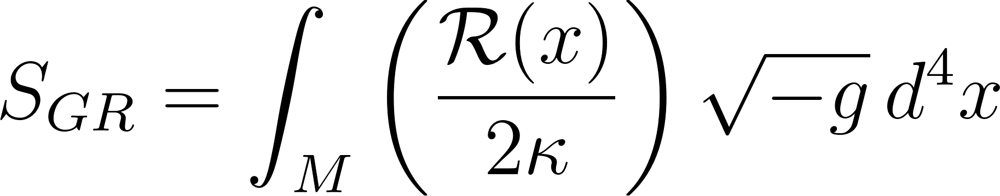 $S_{GR} = \int_M \left( \frac{\mathcal{R}(x)}{2\kappa} \right) \sqrt{-g}\, d^4x$